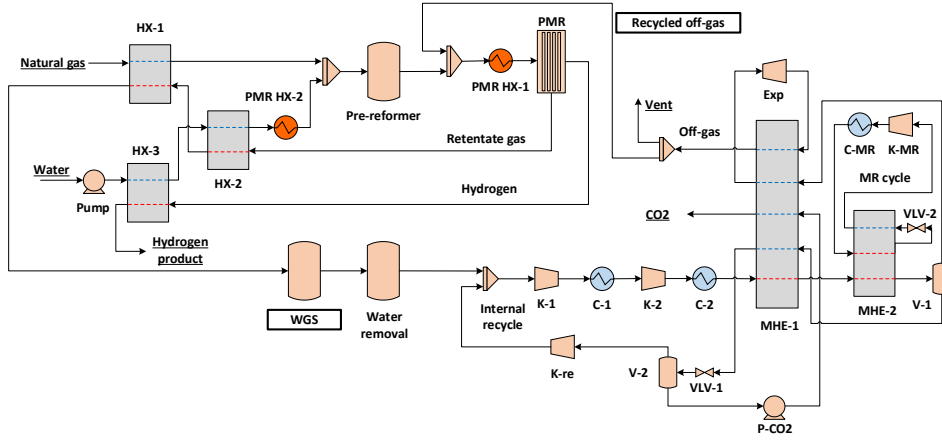 HX-1
PMR
Recycled off-gas
Natural gas
PMR HX-2
Pre-reformer
PMR HX-1
Exp
Vent
Off-gas
C-MR
K-MR
MR cycle
HX-3
HX-2
Retentate gas
Water
Pump
Hydrogen
CO2
VLV-2
Hydrogen
product
WGS
Water
removal
Internal
recycle
K-1
C-1
K-2
C-2
MHE-1
MHE-2
V-1
K-re
V-2
VLV-1
P-CO2